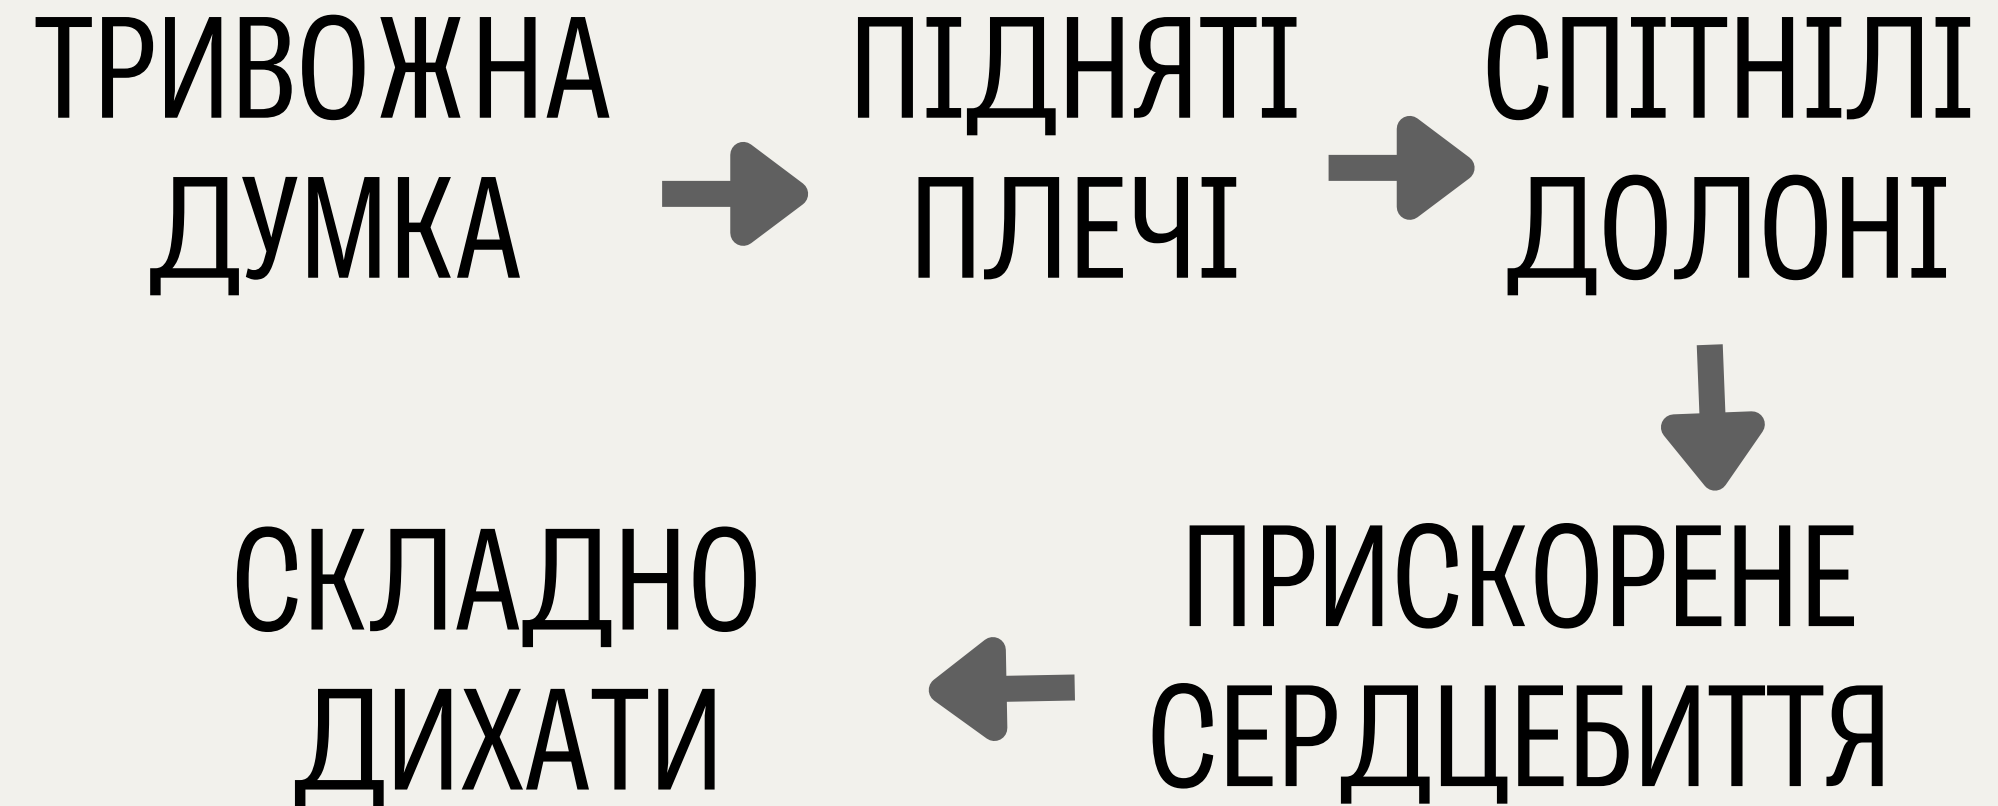 ТРИВОЖНА
ДУМКА
ПІДНЯТІ
ПЛЕЧІ
СПІТНІЛІ
ДОЛОНІ
ПРИСКОРЕНЕ
СЕРДЦЕБИТТЯ
СКЛАДНО
ДИХАТИ